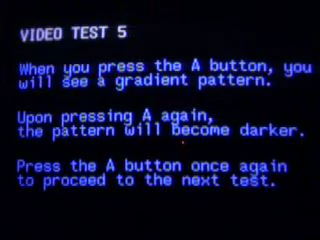 VIDEO TEST 5
When you press the A button, you
will see a gradient pattern.
Upon pressing A again,
the pattern will become darker.
Press the A button once again
to proceed to the next test.